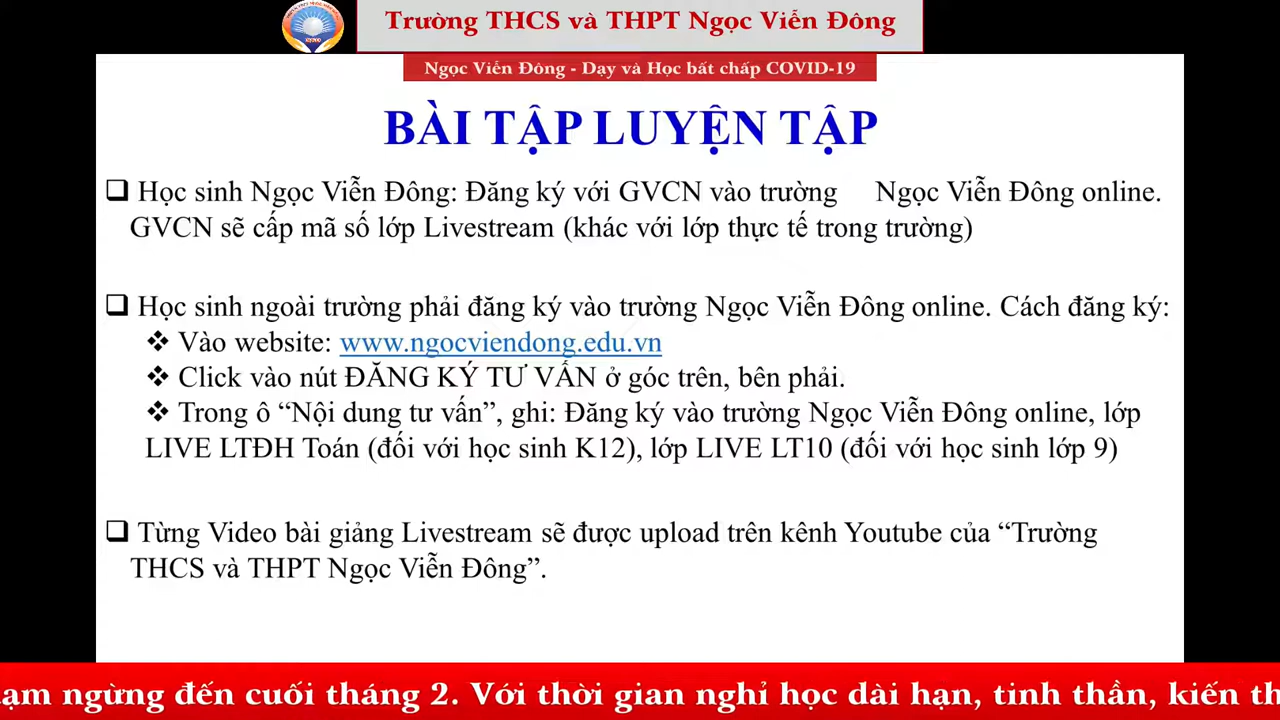 Trường THCS và THPT Ngọc Viễn Đông
Ngọc Viễn Đông - Dạy và Học bất chấp COVID-19
BÀI TẬP LUYỆN TẬP
Học sinh Ngọc Viễn Đông: Đăng ký với GVCN vào trường Ngọc Viễn Đông online.
GVCN sẽ cấp mã số lớp Livestream (khác với lớp thực tế trong trường)
Học sinh ngoài trường phải đăng ký vào trường Ngọc Viễn Đông online. Cách đăng ký:
Vào website: www.ngocviendong.edu.vn
Click vào nút ĐĂNG KÝ TƯ VẤN ở góc trên, bên phải.
Trong ô “Nội dung tư vấn”, ghi: Đăng ký vào trường Ngọc Viễn Đông online, lớp
LIVE LTĐH Toán (đối với học sinh K12), lớp LIVE LT10 (đối với học sinh lớp 9)
Từng Video bài giảng Livestream sẽ được upload trên kênh Youtube của “Trường
THCS và THPT Ngọc Viễn Đông”.
ngừng đến cuối tháng 2. Với thời gian nghỉ học dài hạn, tinh thần, kiến